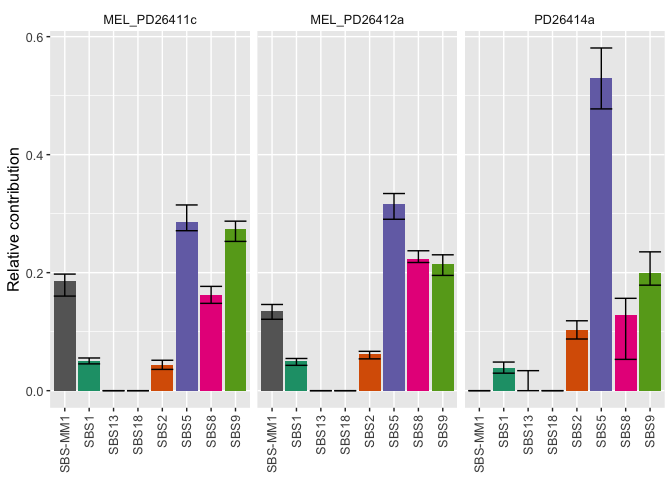 MEL_PD26411c MEL_PD26412a PD26414a
Relative contribution
0.6
0.4
0.2
0.0
SBS-MM1 SBS1 SBS13 SBS18 SBS2 SBS5 SBS8 SBS9 SBS-MM1 SBS1 SBS13 SBS18 SBS2 SBS5 SBS8 SBS9 SBS-MM1 SBS1 SBS13 SBS18 SBS2 SBS5 SBS8 SBS9